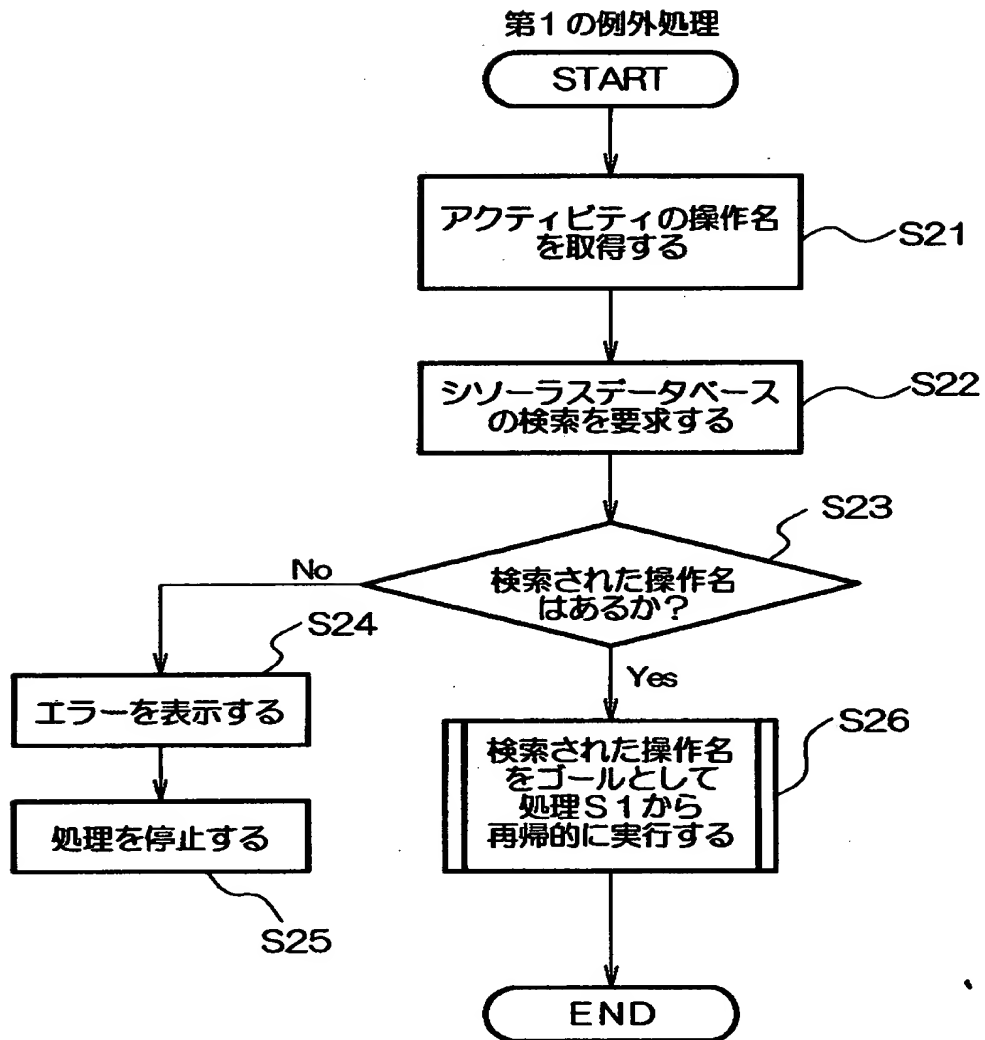 第1の例外処理
START
アクティビティの操作名
を取得する
S21
シソーラスデータベース
の検索を要求する
S22
S23
検索された操作名
はあるか?
No
S24
Yes
エラーを表示する
S26
検索された操作名
をゴールとして
処理S1から
再帰的に実行する
処理を停止する
S25
END